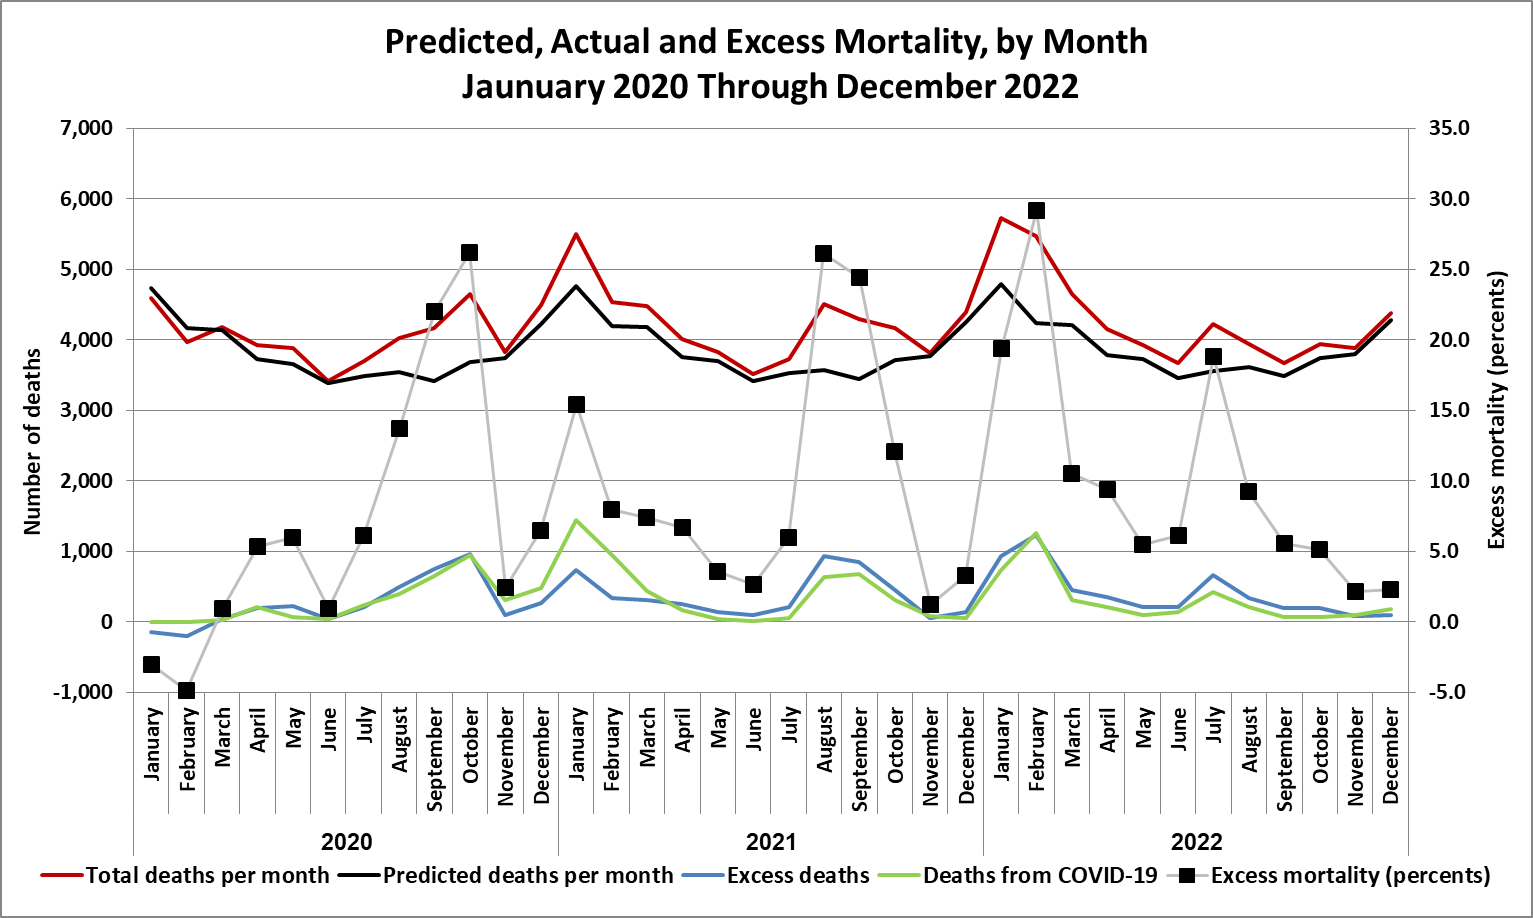 Predicted, Actual and Excess Mortality, by Month
Jaunuary 2020 Through December 2022
7,000
6,000
5,000
4,000
3,000
2,000
1,000
0
-1,000
Number of deaths
35.0
30.0
25.0
20.0
15.0
10.0
5.0
0.0
-5.0
Excess mortality (percents)
January
February
March
April
May
June
July
August
September
October
November
December
January
February
March
April
May
June
July
August
September
October
November
December
January
February
March
April
May
June
July
August
September
October
November
December
2020 2021 2022
Total deaths per month Predicted deaths per month Excess deaths Deaths from COVID-19 Excess mortality (percents)